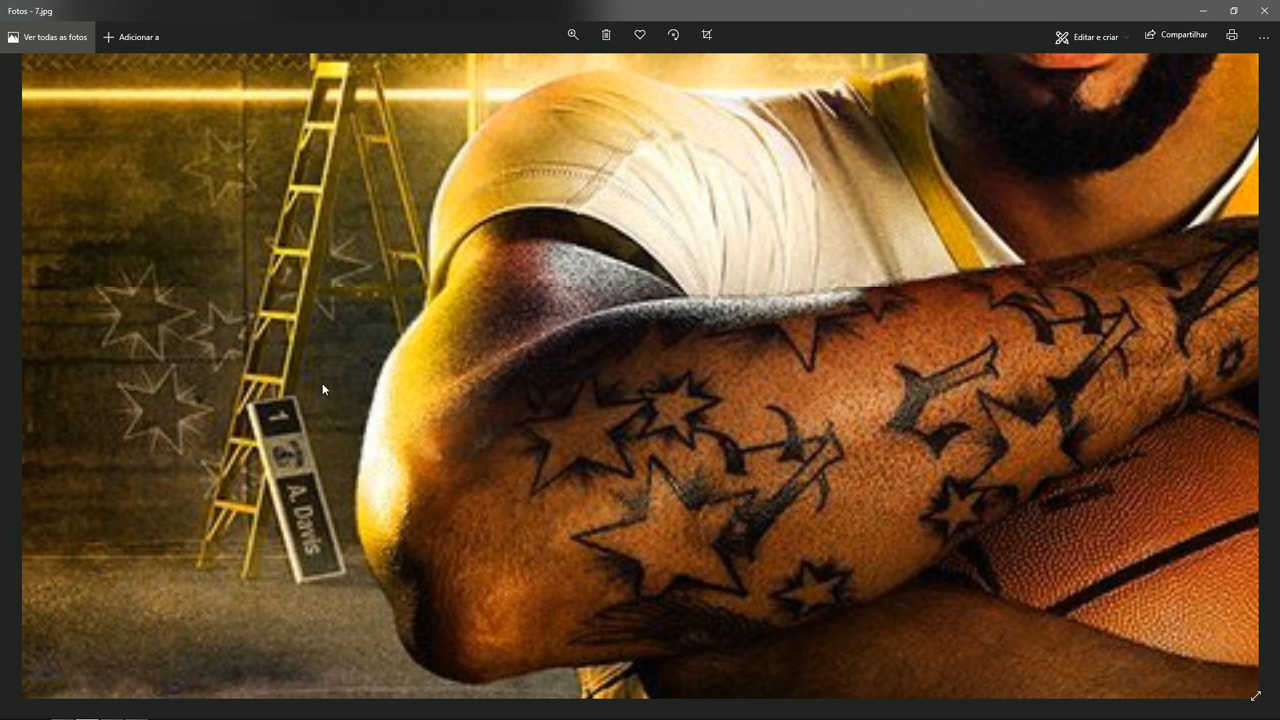 Fotos - 7.jpg
Ver todas as fotos
Adicionar a
Editar e criar
Compartilhar
1
A. Davis